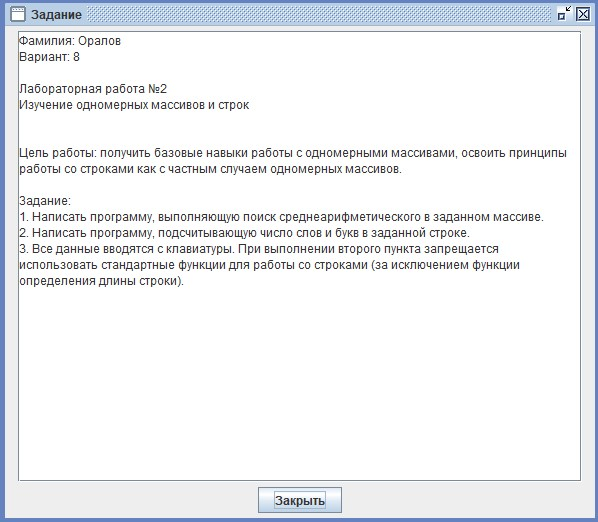 Задание
Фамилия: Оралов
Вариант: 8
Лабораторная работа №2
Изучение одномерных массивов и строк
Цель работы: получить базовые навыки работы с одномерными массивами, освоить принципы
работы со строками как с частным случаем одномерных массивов.
Задание:
1. Написать программу, выполняющую поиск среднеарифметического в заданном массиве.
2. Написать программу, подсчитывающую число слов и букв в заданной строке.
3. Все данные вводятся с клавиатуры. При выполнении второго пункта запрещается
использовать стандартные функции для работы со строками (за исключением функции
определения длины строки).
Закрыть